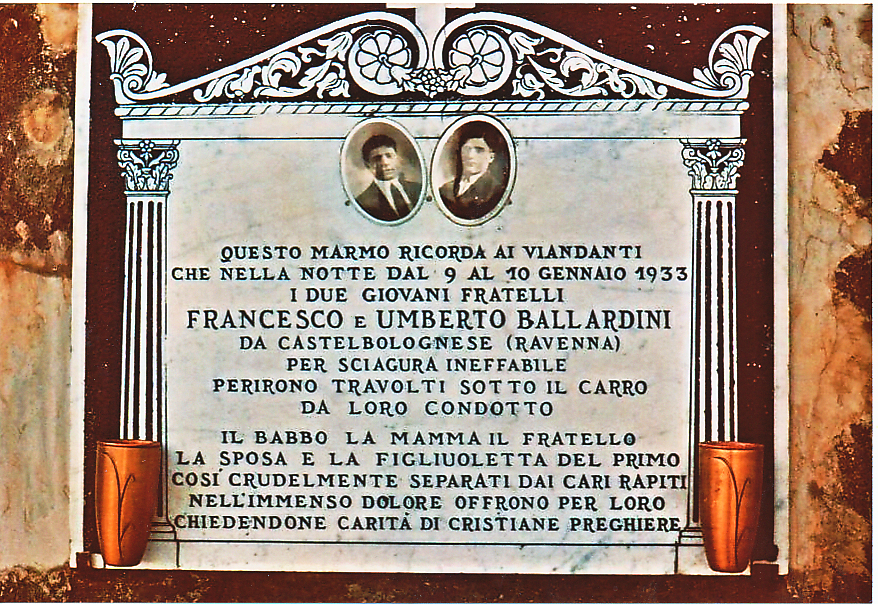 QUESTO MARMO RICORDA AI VIANDANTI
CHE NELLA NOTTE DAL 9 AL 10 GENNAIO 1933
I DUE GIOVANI FRATELLI
FRANCESCO E UMBERTO BALLARDINI
DA CASTELBOLOGNESE (RAVENNA)
PER SCIAGURA INEFFABILE
PERIRONO TRAVOLTI SOTTO IL CARRO
DA LORO CONDOTTO
IL BABBO LA MAMMA IL FRATELLO
LA SPOSA E LA FIGLIUOLETTA DEL PRIMO
COSÍ CRUDELMENTE SEPARATI DAI CARI RAPITI
NELL'IMMENSO DOLORE OFFRONO PER LORO
CHIEDENDONE CARITÁ DI CRISTIANE PREGHIERE